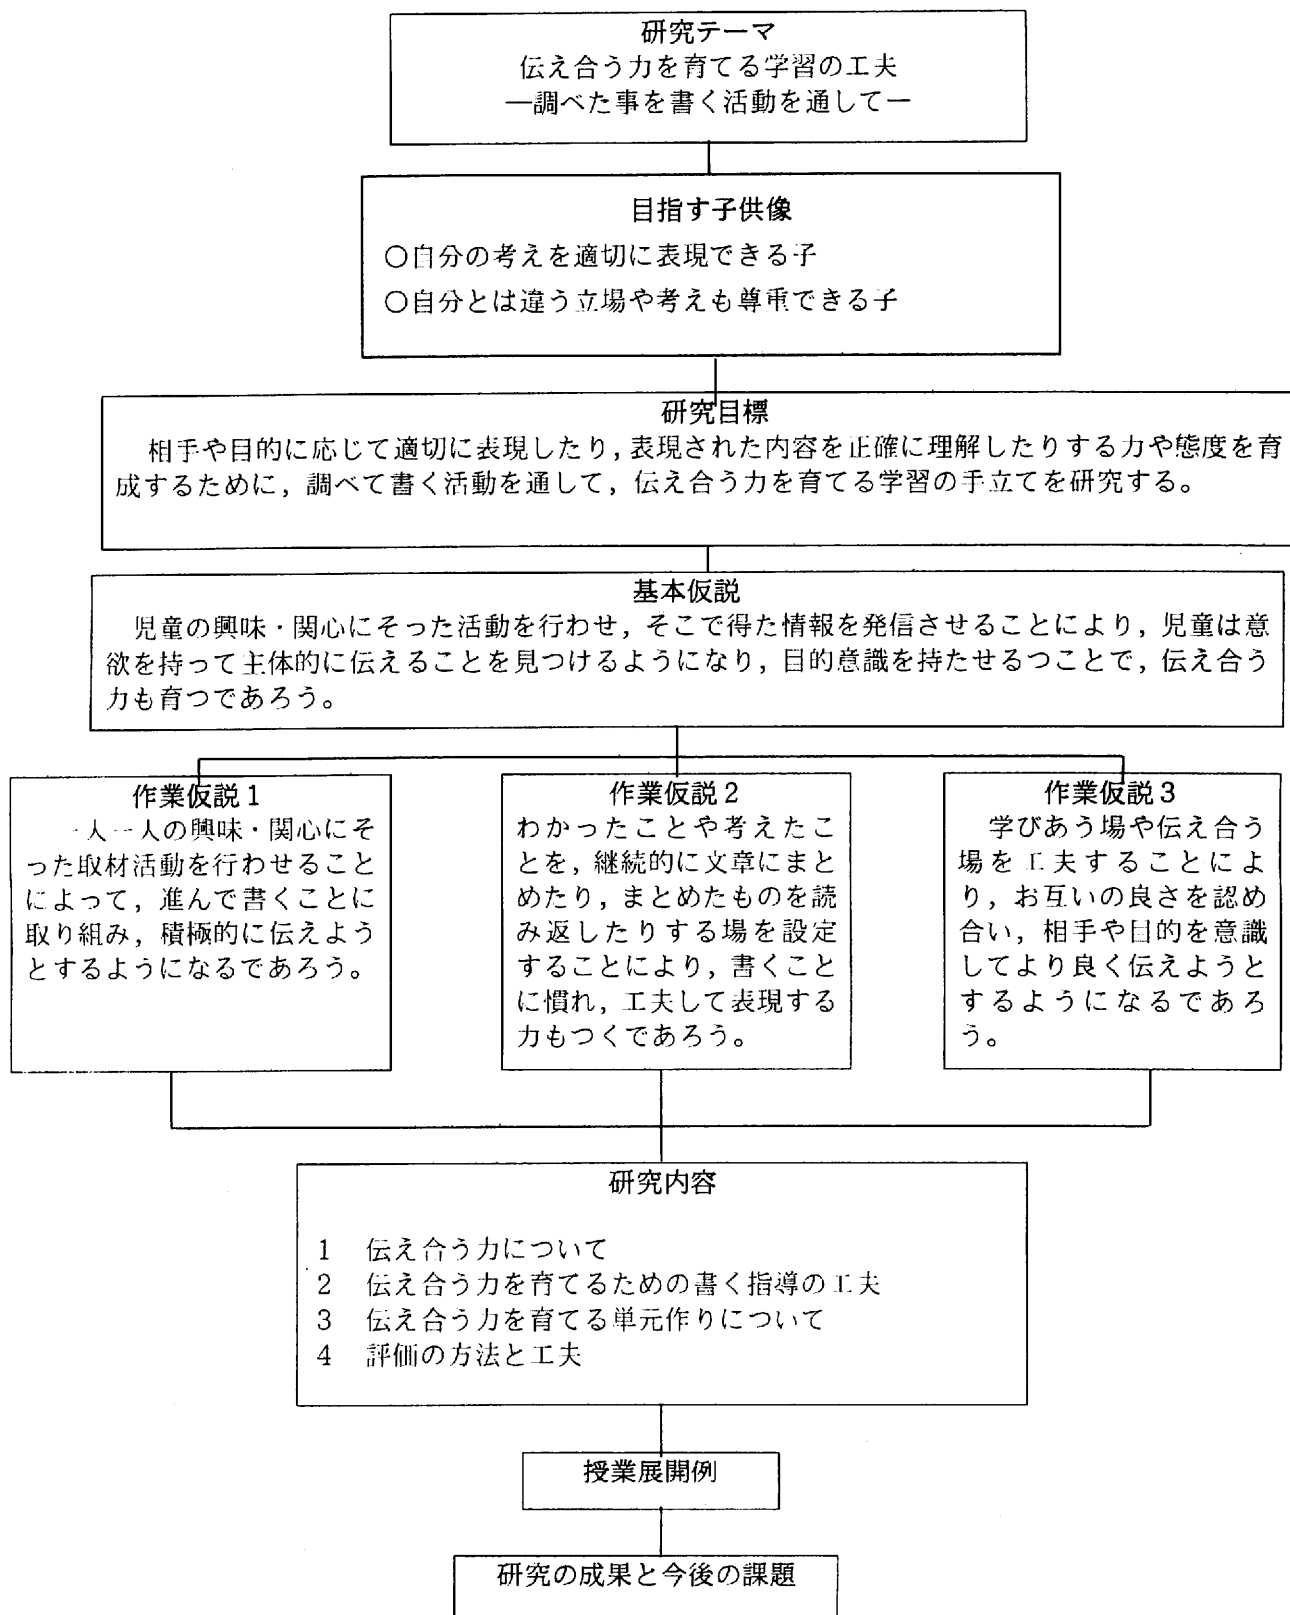 研究テーマ
伝え合う力を育てる学習の工夫
―調べた事を書く活動を通してー
目指す子供像
○自分の考えを適切に表現できる子
○自分とは違う立場や考えも尊重できる子
研究目標
相手や目的に応じて適切に表現したり，表現された内容を正確に理解したりする力や態度を育
成するために，調べて書く活動を通して，伝え合う力を育てる学習の手立てを研究する。
基本仮説
児童の興味・関心にそった活動を行わせ，そこで得た情報を発信させることにより，児童は意
欲を持って主体的に伝えることを見つけるようになり，目的意識を持たせるつことで，伝え合う
力も育つであろう。
作業仮説１
一人一人の興味・関心にそ
った取材活動を行わせること
によって，進んで書くことに
取り組み，積極的に伝えよう
とするようになるであろう。
作業仮説２
わかったことや考えたこ
とを，継続的に文章にまと
めたり，まとめたものを読
み返したりする場を設定
することにより，書くこと
に慣れ，工夫して表現する
力もつくであろう。
作業仮説３
学びあう場や伝え合う
場を工夫することによ
り，お互いの良さを認め
合い，相手や目的を意識
してより良く伝えようと
するようになるであろ
う。
研究内容
1　伝え合う力について
2　伝え合う力を育てるための書く指導の工夫
3　伝え合う力を育てる単元作りについて
4　評価の方法と工夫
授業展開例
研究の成果と今後の課題